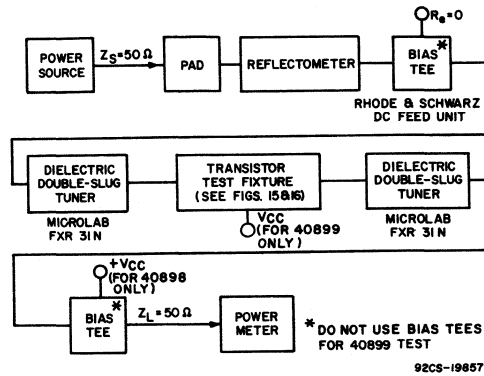 Re=0
POWER
SOURCE
ZS=50 Ω
PAD
REFLECTOMETER
BIAS *
TEE
RHODE & SCHWARZ
DC FEED UNIT
DIELECTRIC
DOUBLE-SLUG
TUNER
MICROLAB
FXR 31N
TRANSISTOR
TEST FIXTURE
(SEE FIGS. 15&16)
VCC
(FOR 40899
ONLY)
DIELECTRIC
DOUBLE-SLUG
TUNER
MICROLAB
FXR 31N
+VCC
(FOR 40898
ONLY)
BIAS *
TEE
ZL=50 Ω
POWER
METER
* DO NOT USE BIAS TEES
FOR 40899 TEST
92CS-19857